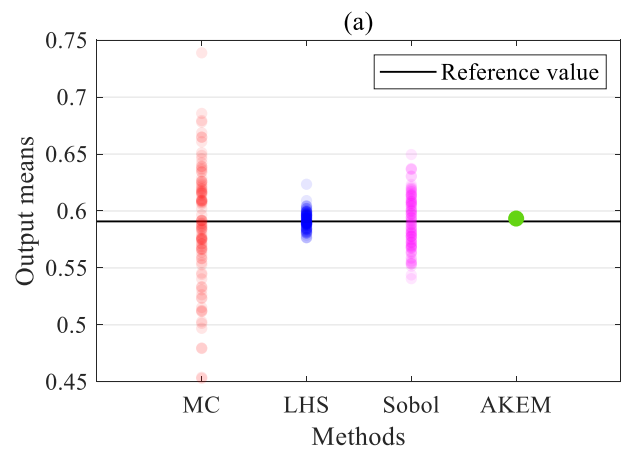 (a)
Reference value
0.75
0.7
0.65
0.6
0.55
0.5
0.45
Output means
MC LHS Sobol AKEM
Methods